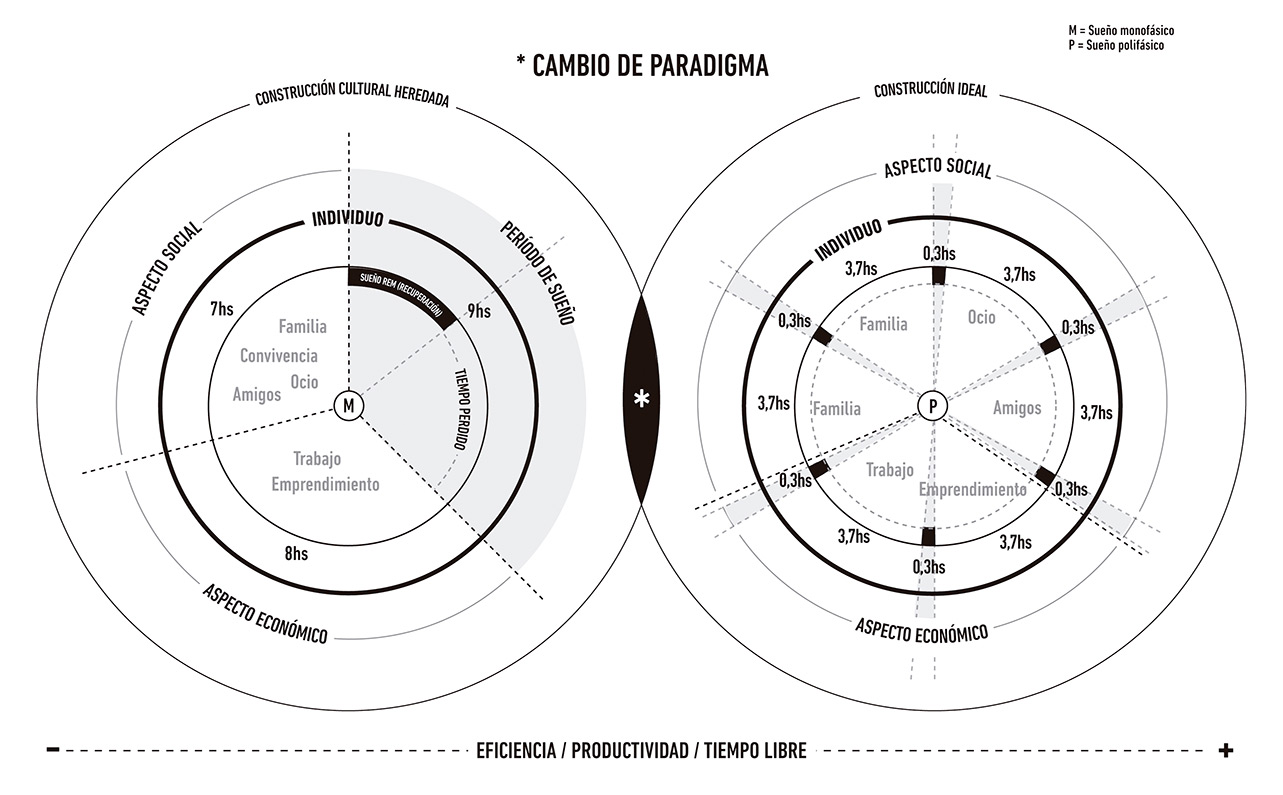 M = Sueño monofásico
P = Sueño polifásico
* CAMBIO DE PARADIGMA
CONSTRUCCIÓN CULTURAL HEREDADA
ASPECTO SOCIAL
INDIVIDUO
PERÍODO DE SUEÑO
SUEÑO REM (RECUPERACIÓN)
7hs
9hs
Familia
Convivencia
Ocio
Amigos
M
TIEMPO PERDIDO
Trabajo
Emprendimiento
8hs
ASPECTO ECONÓMICO
*
CONSTRUCCIÓN IDEAL
ASPECTO SOCIAL
INDIVIDUO
0,3hs
3,7hs
3,7hs
0,3hs
Familia
Ocio
0,3hs
3,7hs
Familia
P
Amigos
3,7hs
0,3hs
Trabajo
Emprendimiento
0,3hs
3,7hs
3,7hs
0,3hs
ASPECTO ECONÓMICO
- EFICIENCIA / PRODUCTIVIDAD / TIEMPO LIBRE +